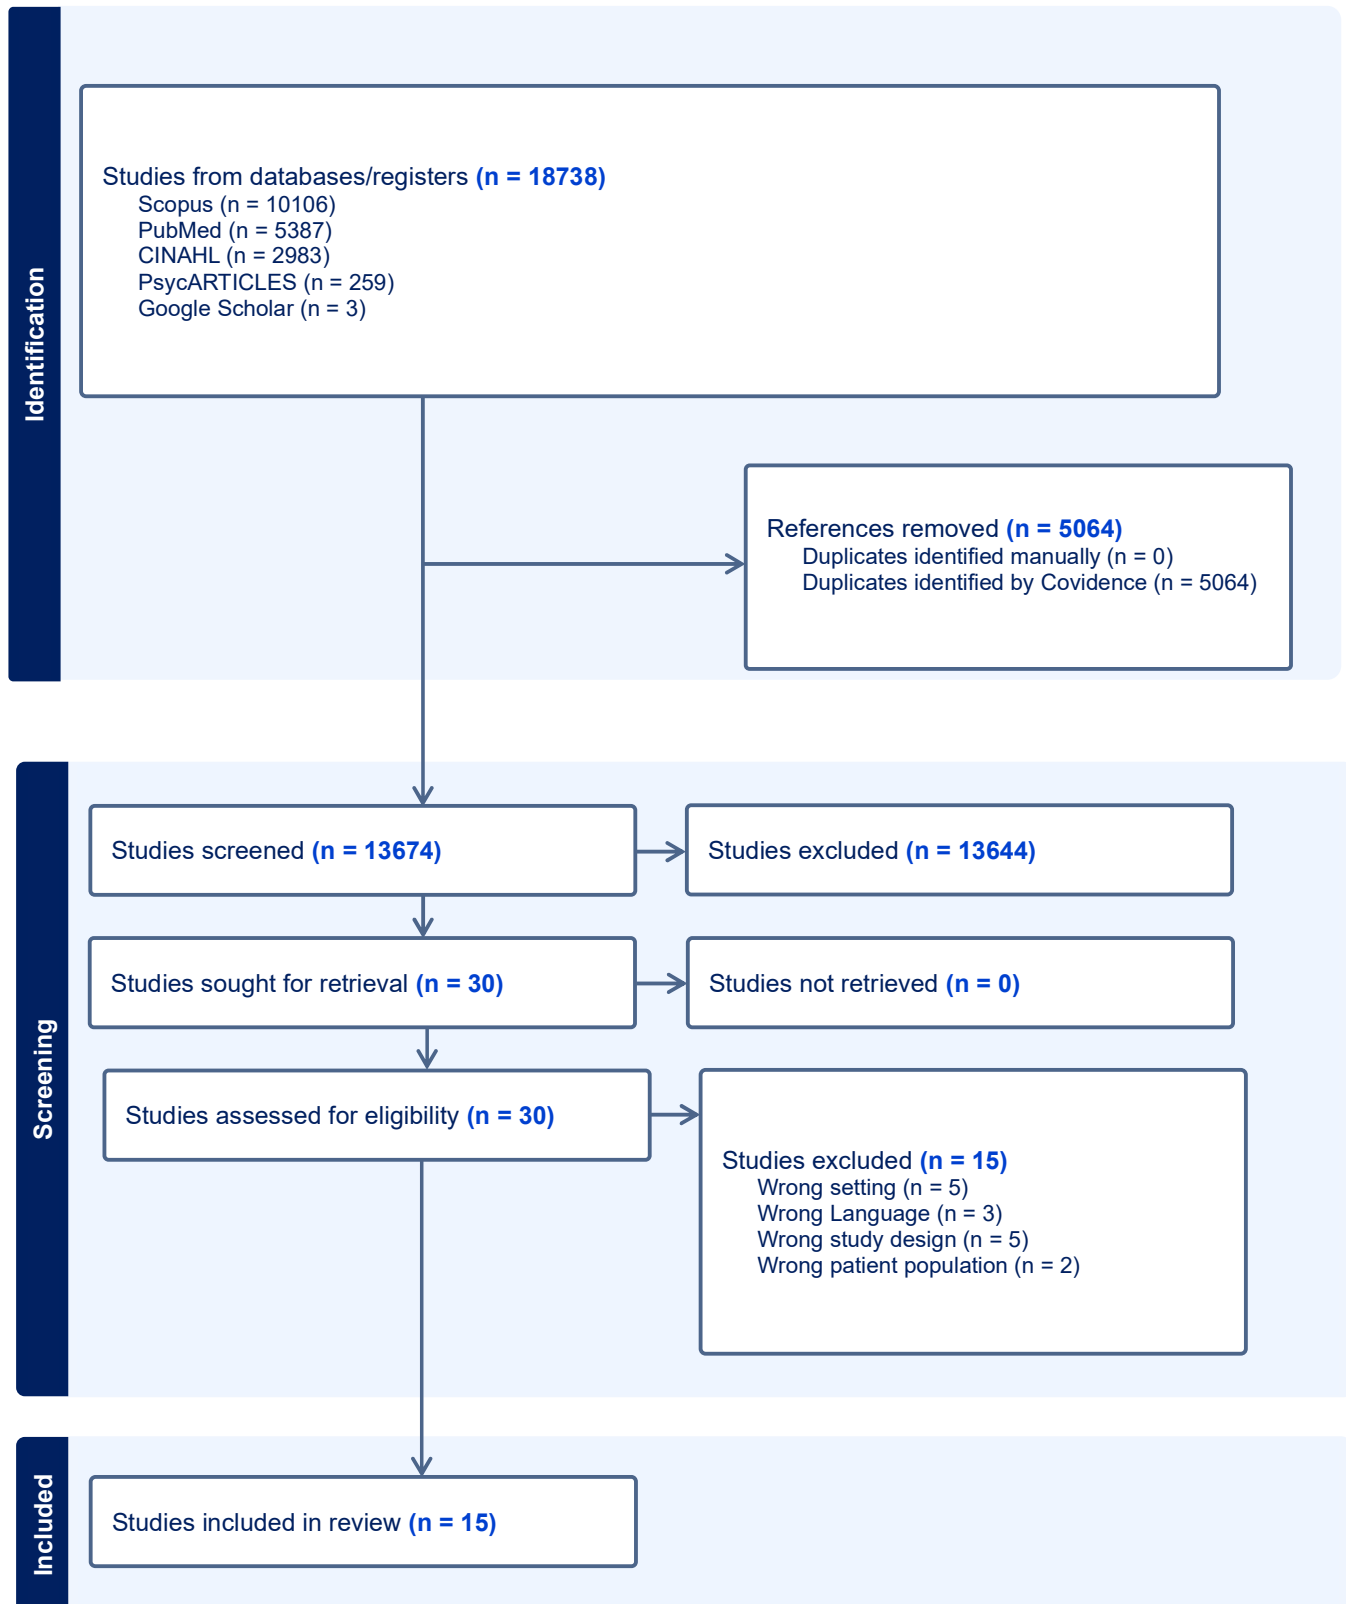 Identification
Studies from databases/registers (n = 18738)
Scopus (n = 10106)
PubMed (n = 5387)
CINAHL (n = 2983)
PsycARTICLES (n = 259)
Google Scholar (n = 3)
References removed (n = 5064)
Duplicates identified manually (n = 0)
Duplicates identified by Covidence (n = 5064)
Screening
Studies screened (n = 13674)
Studies excluded (n = 13644)
Studies sought for retrieval (n = 30)
Studies not retrieved (n = 0)
Studies assessed for eligibility (n = 30)
Studies excluded (n = 15)
Wrong setting (n = 5)
Wrong Language (n = 3)
Wrong study design (n = 5)
Wrong patient population (n = 2)
Included
Studies included in review (n = 15)